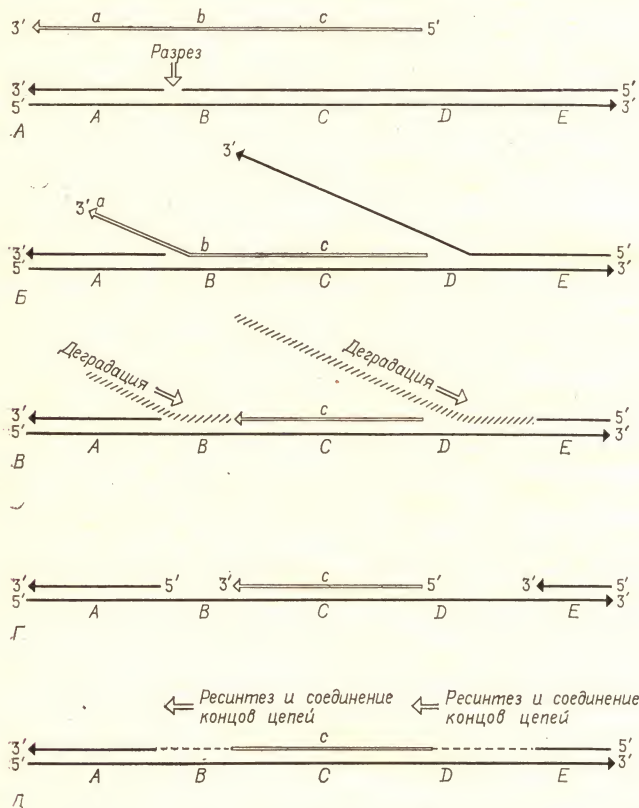 a b c
3′ 5′
Разрез
3′ 5′
5′ 3′
A B C D E
А
3′
3′ a
b c
3′ 5′
5′ 3′
A B C D E
Б
Деградация Деградация
c
3′ 5′
5′ 3′
A B C D E
В
3′ 5′ 3′ c 5′ 3′ 5′
5′ 3′
A B C D E
Г
Ресинтез и соединение Ресинтез и соединение
концов цепей концов цепей
c
3′ 5′
5′ 3′
A B C D E
Д